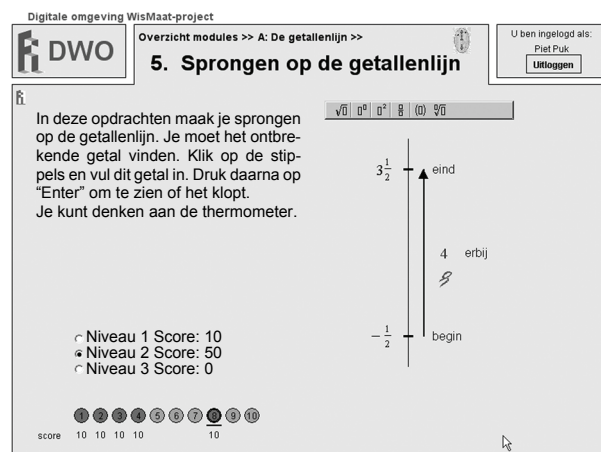 Digitale omgeving WisMaat-project
DWO
Overzicht modules >> A: De getallenlijn >>
5. Sprongen op de getallenlijn
U ben ingelogd als:
Piet Puk
Uitloggen
In deze opdrachten maak je sprongen
op de getallenlijn. Je moet het ontbre-
kende getal vinden. Klik op de stip-
pels en vul dit getal in. Druk daarna op
“Enter” om te zien of het klopt.
Je kunt denken aan de thermometer.
3 1/2
eind
4 erbij
- 1/2
begin
Niveau 1 Score: 10
Niveau 2 Score: 50
Niveau 3 Score: 0
1 2 3 4 5 6 7 8 9 10
score 10 10 10 10 10